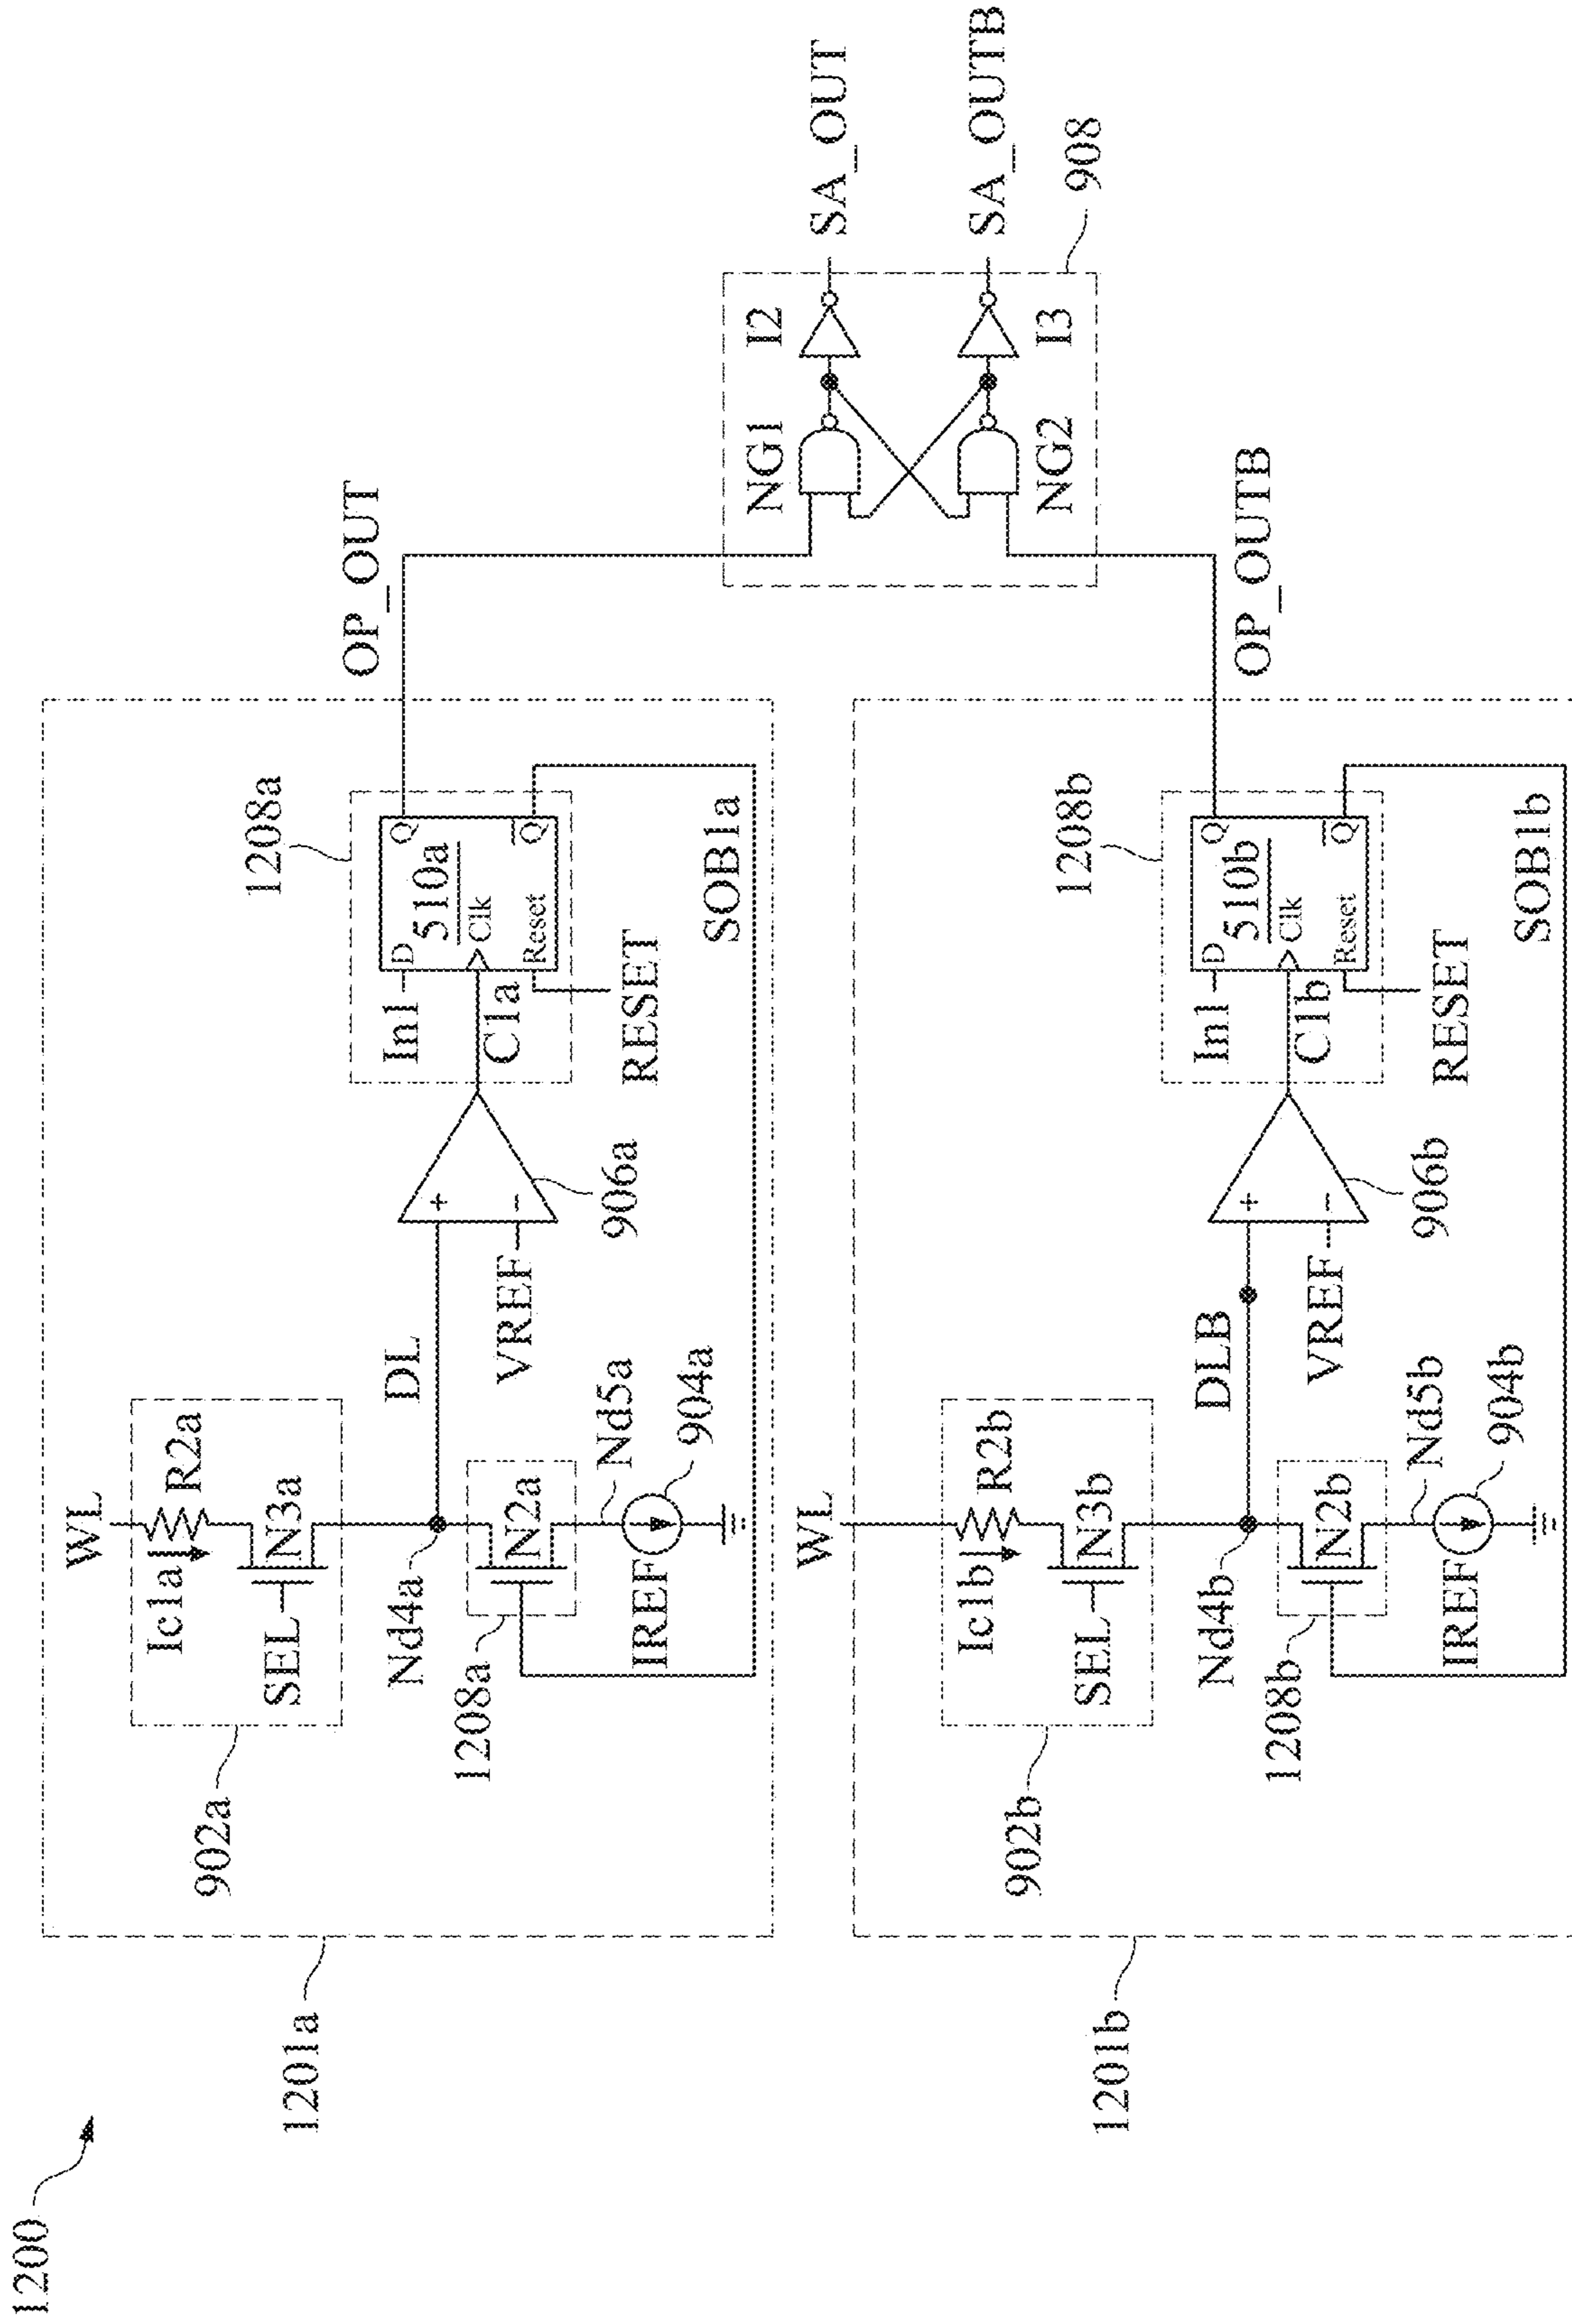 1200
1201a
902a
WL
Ic1a
R2a
SEL
N3a
Nd4a
DL
1208a
N2a
Nd5a
IREF
904a
VREF
+
-
906a
1208a
In1
D
Q
510a
Clk
C1a
Reset
Q
RESET
SOB1a
OP_OUT
1201b
902b
WL
Ic1b
R2b
SEL
N3b
Nd4b
DLB
1208b
N2b
Nd5b
IREF
904b
VREF
+
-
906b
1208b
In1
D
Q
510b
Clk
C1b
Reset
Q
RESET
SOB1b
OP_OUTB
NG1
I2
NG2
I3
SA_OUT
SA_OUTB
908